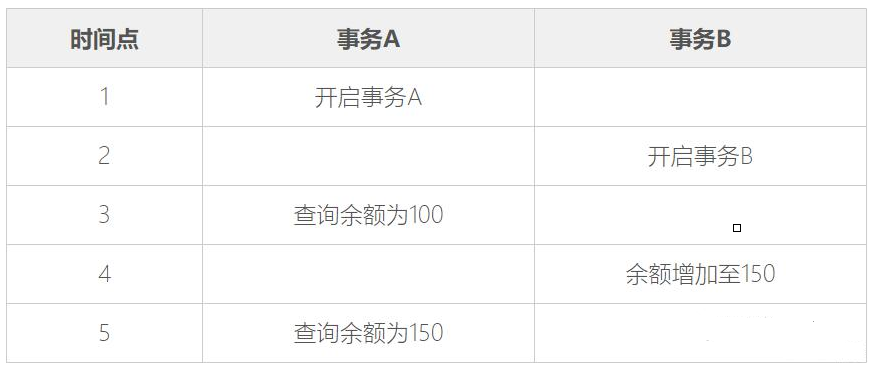 时间点 事务A 事务B
1 开启事务A
2 开启事务B
3 查询余额为100
4 余额增加至150
5 查询余额为150